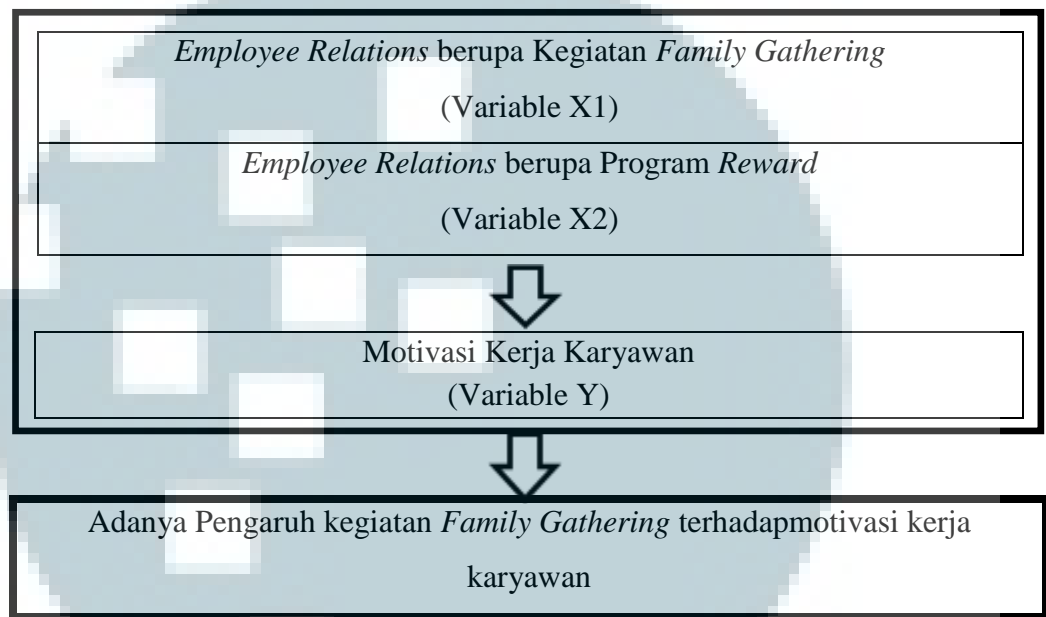 Employee Relations berupa Kegiatan Family Gathering
(Variable X1)
Employee Relations berupa Program Reward
(Variable X2)
Motivasi Kerja Karyawan
(Variable Y)
Adanya Pengaruh kegiatan Family Gathering terhadapmotivasi kerja
karyawan